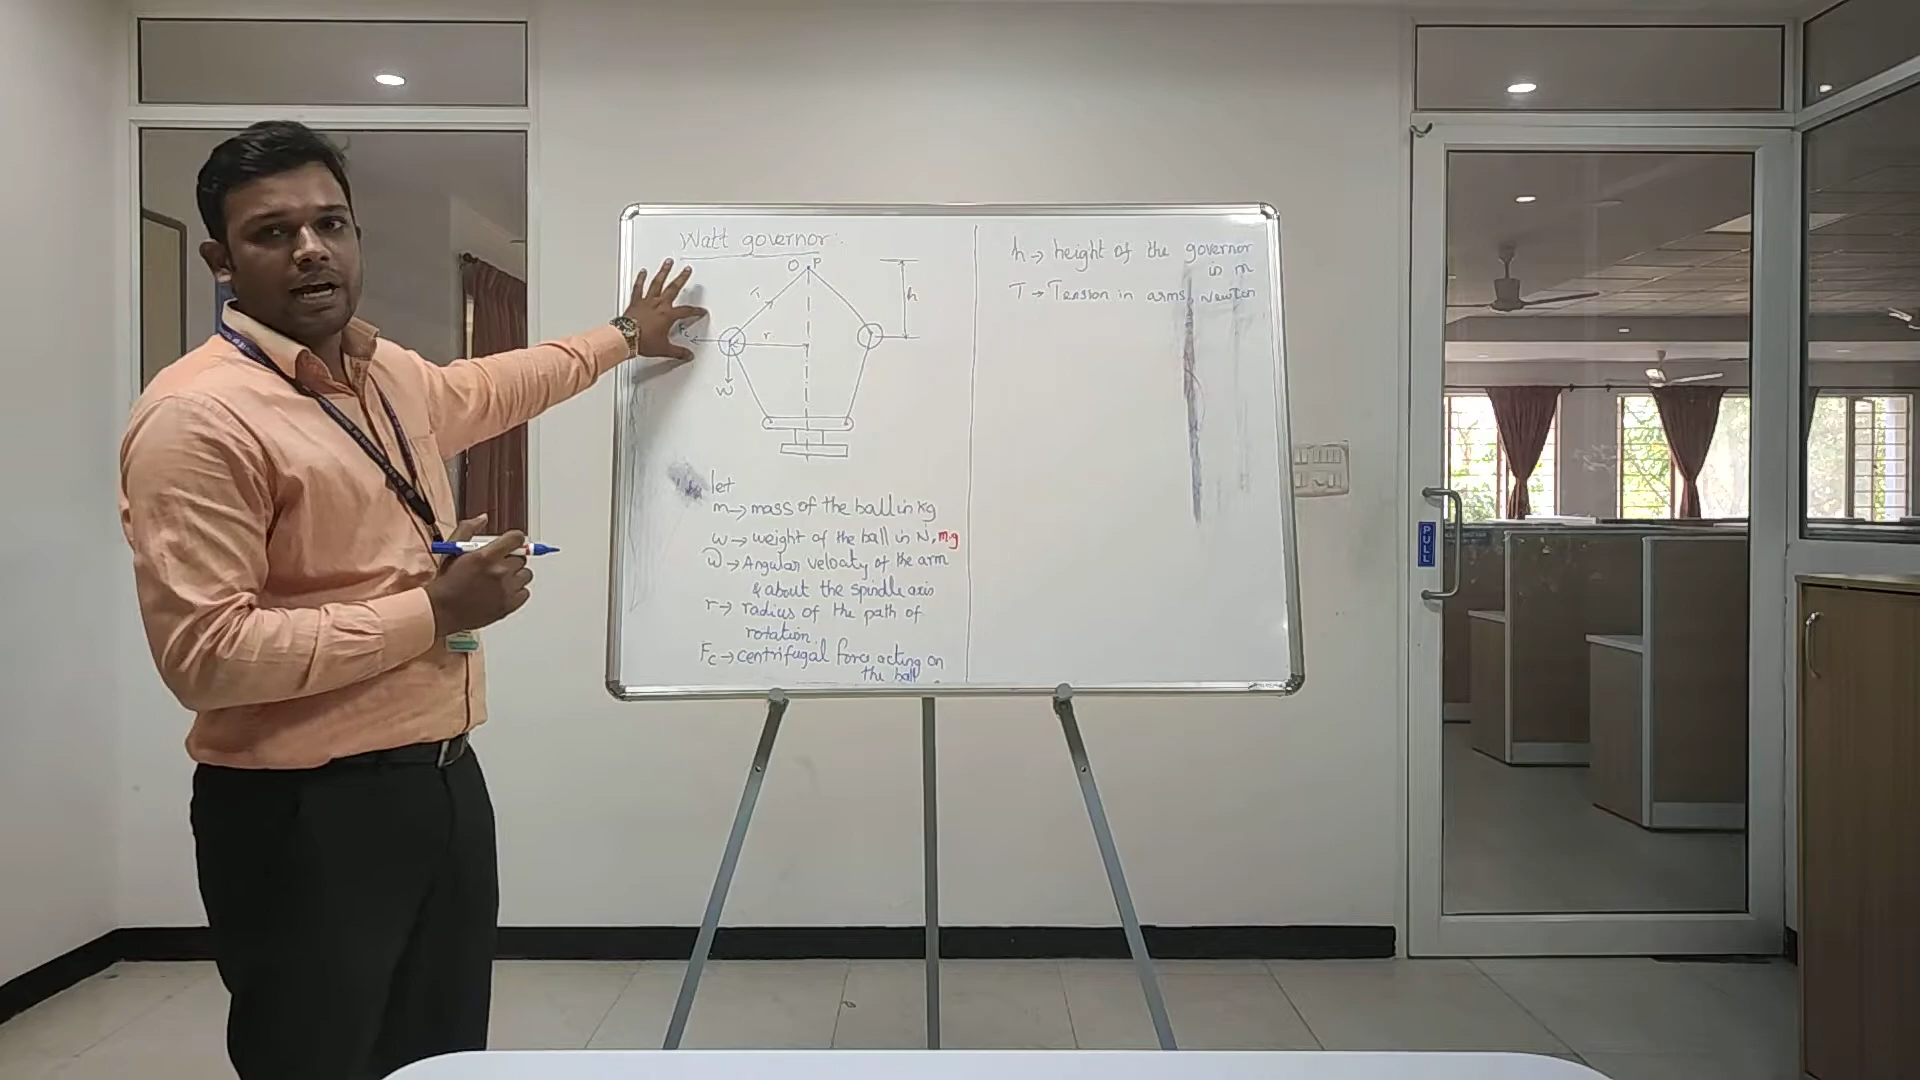 Watt governor:
O P
T
h
Fc
r
W
let
m → mass of the ball in kg
w → weight of the ball in N, m.g
ω → Angular velocity of the arm
& about the spindle axis
r → radius of the path of
rotation
Fc → centrifugal force acting on
the ball
h → height of the governor
in m
T → Tension in arms, Newton
PULL